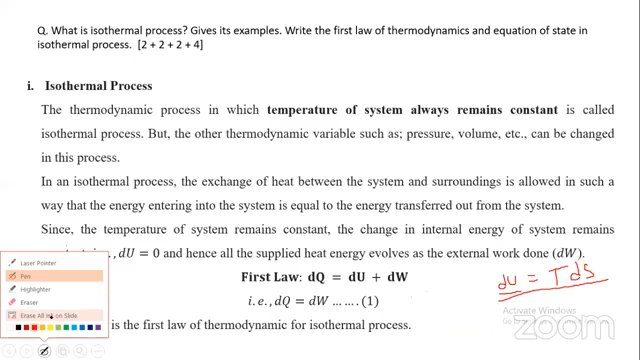 Q. What is isothermal process? Gives its examples. Write the first law of thermodynamics and equation of state in
isothermal process. [2 + 2 + 2 + 4]
i. Isothermal Process
The thermodynamic process in which temperature of system always remains constant is called
isothermal process. But, the other thermodynamic variable such as; pressure, volume, etc., can be changed
in this process.
In an isothermal process, the exchange of heat between the system and surroundings is allowed in such a
way that the energy entering into the system is equal to the energy transferred out from the system.
Since, the temperature of system remains constant, the change in internal energy of system remains
., dU = 0 and hence all the supplied heat energy evolves as the external work done (dW).
First Law: dQ = dU + dW
i.e., dQ = dW … … . (1)
is the first law of thermodynamic for isothermal process.
dU = T dS
Laser Pointer
Pen
Highlighter
Eraser
Erase All Ink on Slide
Activate Windows
Go to
zoom